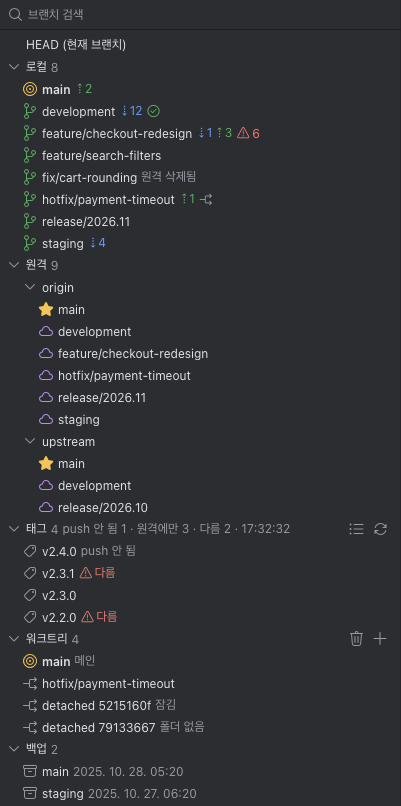 브랜치 검색
HEAD (현재 브랜치)
로컬 8
main ↑2
development ↓12
feature/checkout-redesign ↓1 ↑3 6
feature/search-filters
fix/cart-rounding 원격 삭제됨
hotfix/payment-timeout ↑1
release/2026.11
staging ↓4
원격 9
origin
main
development
feature/checkout-redesign
hotfix/payment-timeout
release/2026.11
staging
upstream
main
development
release/2026.10
태그 4 push 안 됨 1 · 원격에만 3 · 다름 2 · 17:32:32
v2.4.0 push 안 됨
v2.3.1 다름
v2.3.0
v2.2.0 다름
워크트리 4
main 메인
hotfix/payment-timeout
detached 5215160f 잠김
detached 79133667 폴더 없음
백업 2
main 2025. 10. 28. 05:20
staging 2025. 10. 27. 06:20